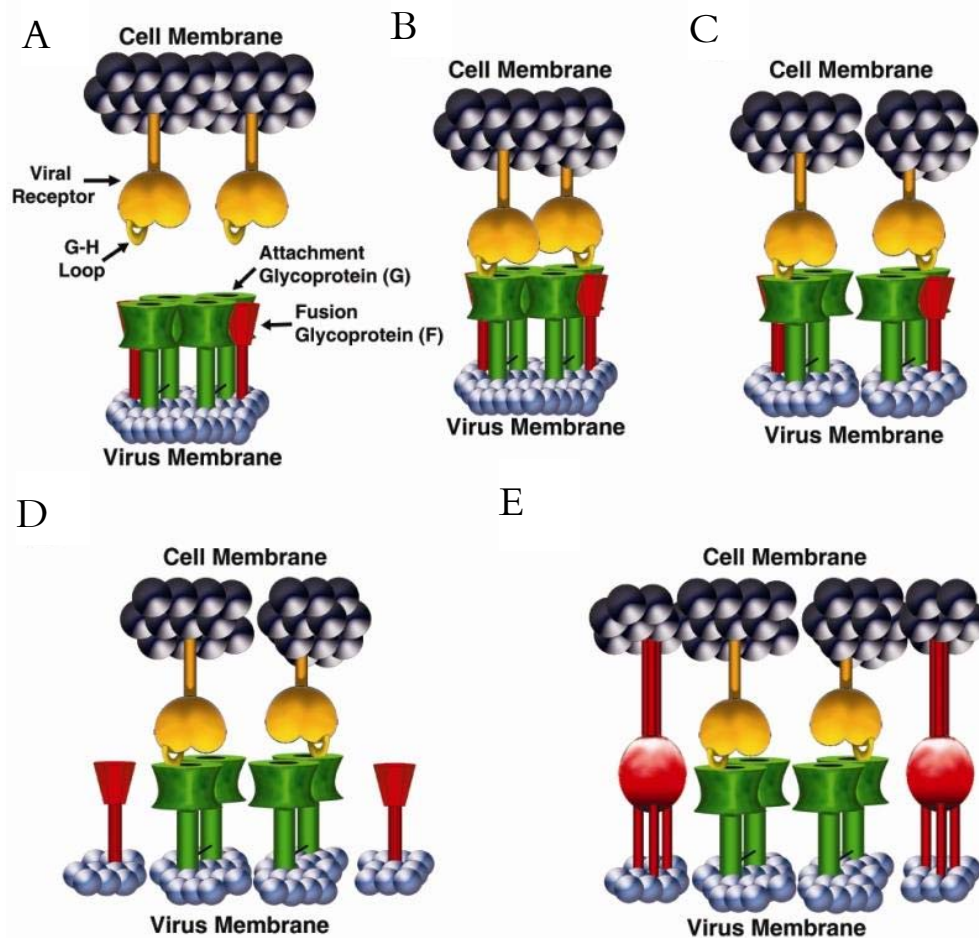 A
Cell Membrane
Viral
Receptor
G-H
Loop
Attachment
Glycoprotein (G)
Fusion
Glycoprotein (F)
Virus Membrane
B
Cell Membrane
Virus Membrane
C
Cell Membrane
Virus Membrane
D
Cell Membrane
Virus Membrane
E
Cell Membrane
Virus Membrane